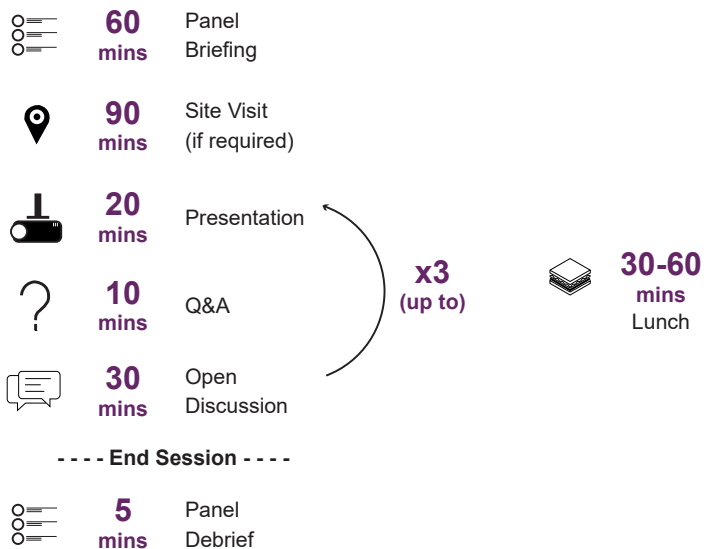 60
mins
Panel
Briefing
90
mins
Site Visit
(if required)
20
mins
Presentation
10
mins
Q&A
30
mins
Open
Discussion
x3
(up to)
30-60
mins
Lunch
- - - - End Session - - - -
5
mins
Panel
Debrief